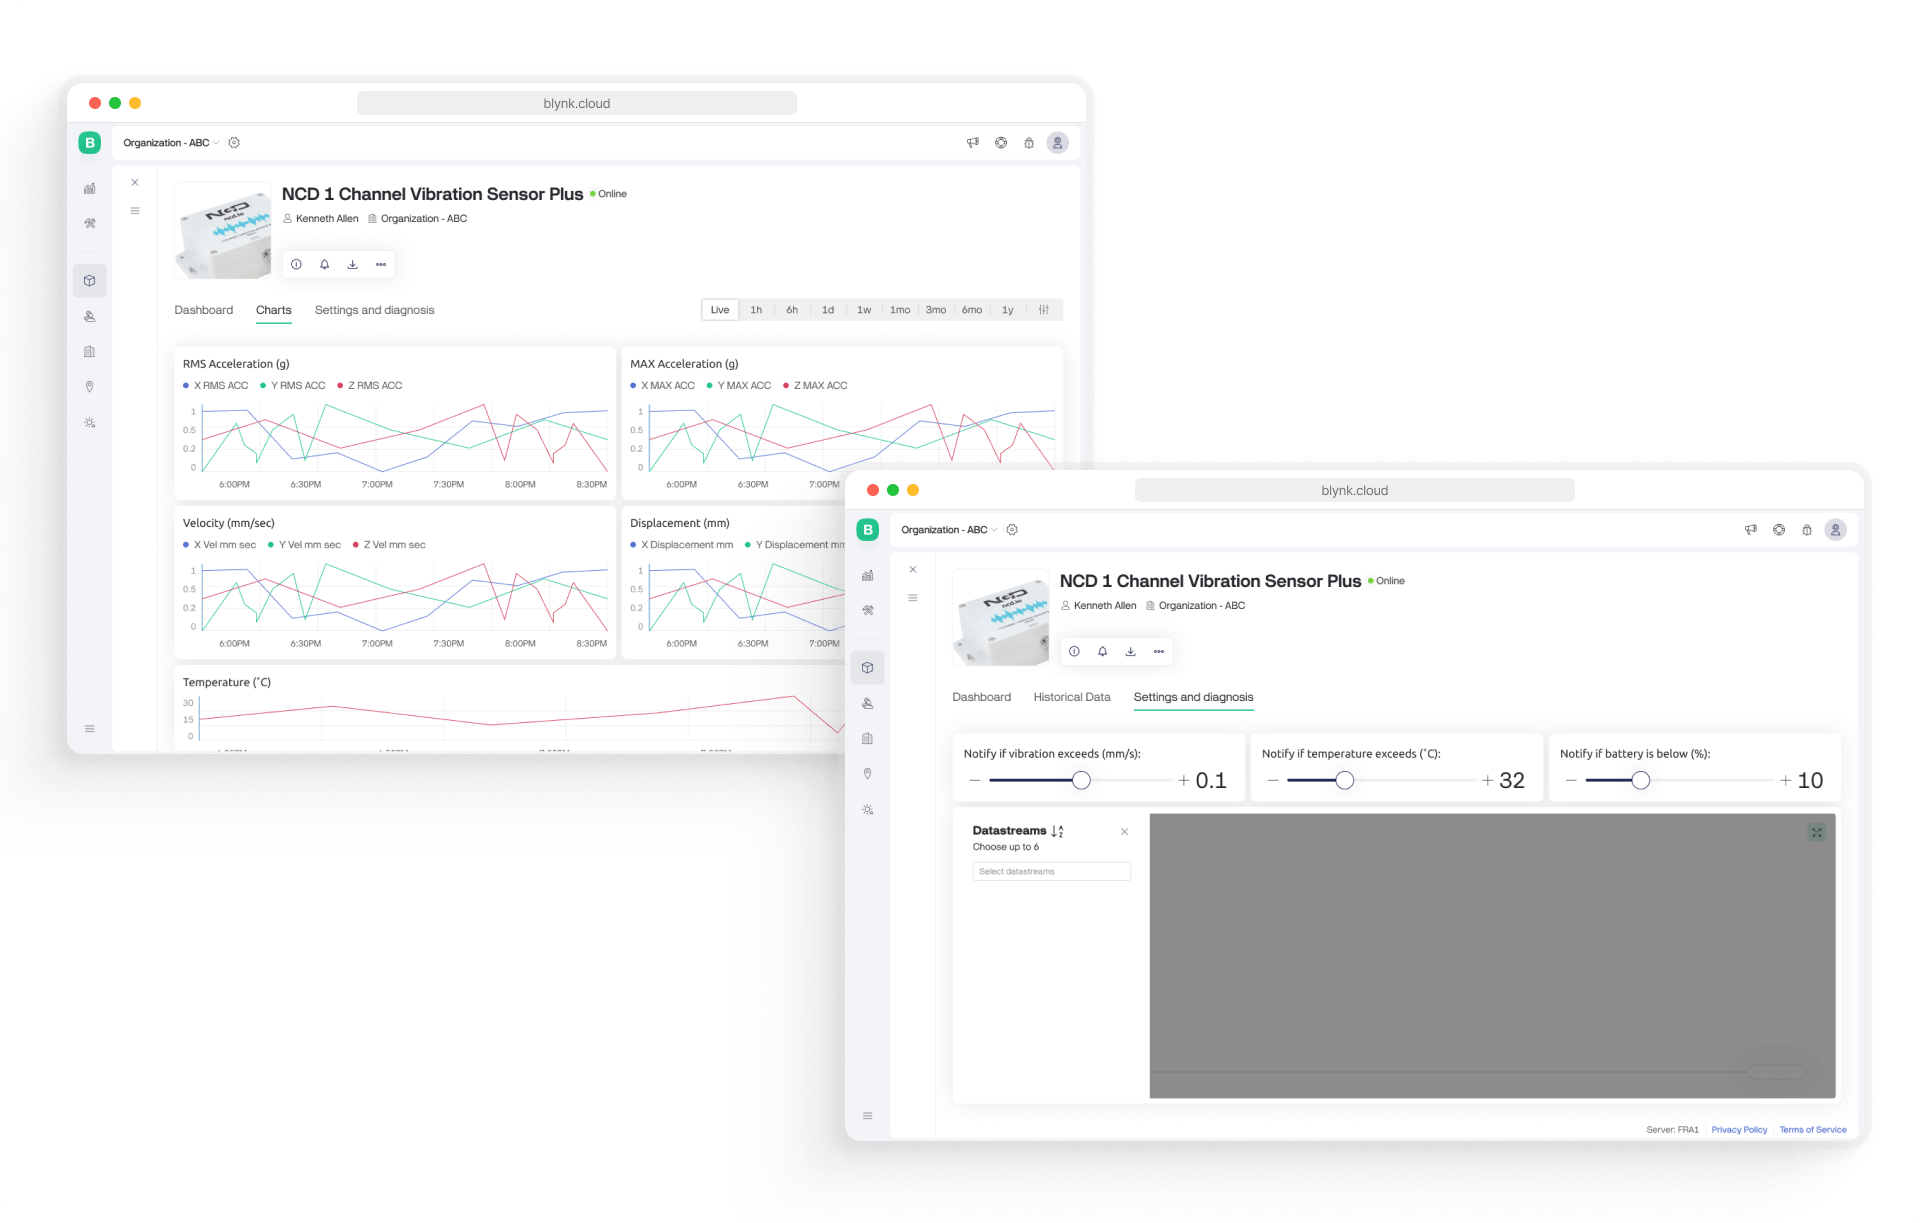 blynk.cloud
B
Organization - ABC
NCD 1 Channel Vibration Sensor Plus
Online
Kenneth Allen
Organization - ABC
NCD
ncd.io
Dashboard
Charts
Settings and diagnosis
Live
1h
6h
1d
1w
1mo
3mo
6mo
1y
RMS Acceleration (g)
X RMS ACC
Y RMS ACC
Z RMS ACC
1
0.5
0.2
0
6:00PM
6:30PM
7:00PM
7:30PM
8:00PM
8:30PM
MAX Acceleration (g)
X MAX ACC
Y MAX ACC
Z MAX ACC
1
0.5
0.2
0
6:00PM
6:30PM
7:00PM
Velocity (mm/sec)
X Vel mm sec
Y Vel mm sec
Z Vel mm sec
1
0.5
0.2
0
6:00PM
6:30PM
7:00PM
7:30PM
8:00PM
8:30PM
Displacement (mm)
X Displacement mm
Y Displacement mm
1
0.5
0.2
0
6:00PM
6:30PM
7:00PM
Temperature (˚C)
30
15
0
blynk.cloud
B
Organization - ABC
NCD 1 Channel Vibration Sensor Plus
Online
Kenneth Allen
Organization - ABC
NCD
ncd.io
Dashboard
Historical Data
Settings and diagnosis
Notify if vibration exceeds (mm/s):
− + 0.1
Notify if temperature exceeds (˚C):
− + 32
Notify if battery is below (%):
− + 10
Datastreams
Choose up to 6
Select datastreams
Server: FRA1
Privacy Policy
Terms of Service